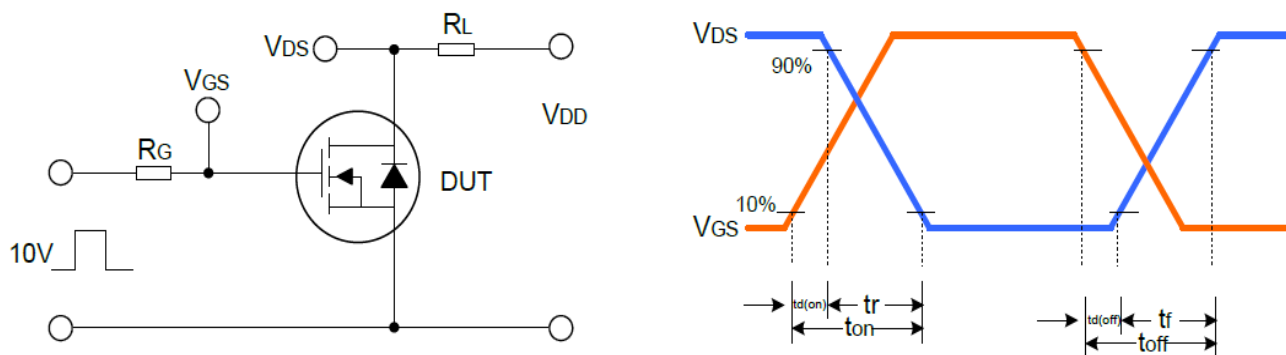 RL
VDS
VGS
VDD
RG
DUT
10V
VDS
90%
10%
VGS
td(on)
tr
ton
td(off)
tf
toff